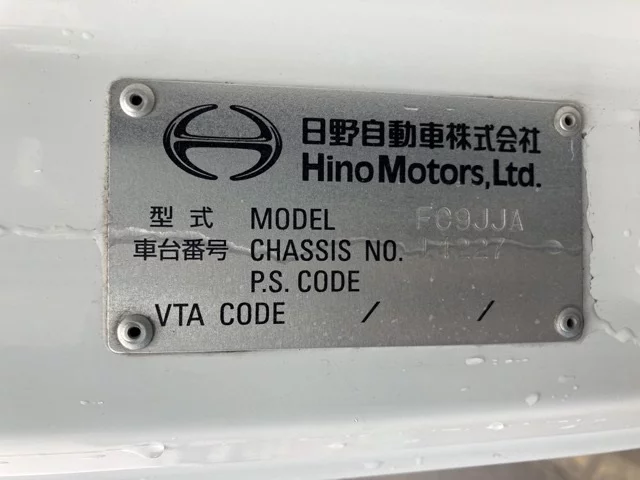 日野自動車株式会社
Hino Motors, Ltd.
型式 MODEL FC9JJA
車台番号 CHASSIS NO.
P.S. CODE
VTA CODE / /